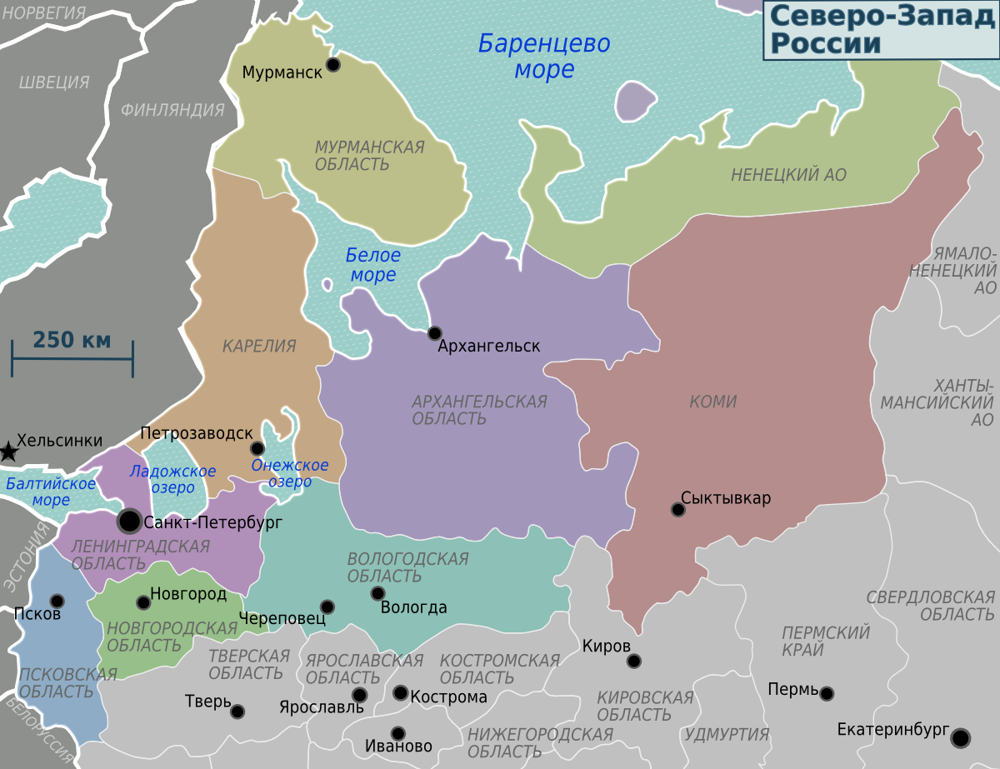 НОРВЕГИЯ
Северо-Запад
России
Баренцево
море
Мурманск
ШВЕЦИЯ
ФИНЛЯНДИЯ
МУРМАНСКАЯ
ОБЛАСТЬ
НЕНЕЦКИЙ АО
Белое
море
ЯМАЛО-
НЕНЕЦКИЙ
АО
250 км
КАРЕЛИЯ
Архангельск
АРХАНГЕЛЬСКАЯ
ОБЛАСТЬ
КОМИ
ХАНТЫ-
МАНСИЙСКИЙ
АО
Хельсинки
Петрозаводск
Балтийское
море
Ладожское
озеро
Онежское
озеро
Сыктывкар
Санкт-Петербург
ЭСТОНИЯ
ЛЕНИНГРАДСКАЯ
ОБЛАСТЬ
ВОЛОГОДСКАЯ
ОБЛАСТЬ
Новгород
Псков
Череповец
Вологда
СВЕРДЛОВСКАЯ
ОБЛАСТЬ
НОВГОРОДСКАЯ
ОБЛАСТЬ
ПЕРМСКИЙ
КРАЙ
Киров
ПСКОВСКАЯ
ОБЛАСТЬ
ТВЕРСКАЯ
ОБЛАСТЬ
ЯРОСЛАВСКАЯ
ОБЛАСТЬ
КОСТРОМСКАЯ
ОБЛАСТЬ
Тверь
Ярославль
Кострома
КИРОВСКАЯ
ОБЛАСТЬ
Пермь
БЕЛОРУССИЯ
Иваново
НИЖЕГОРОДСКАЯ
ОБЛАСТЬ
УДМУРТИЯ
Екатеринбург